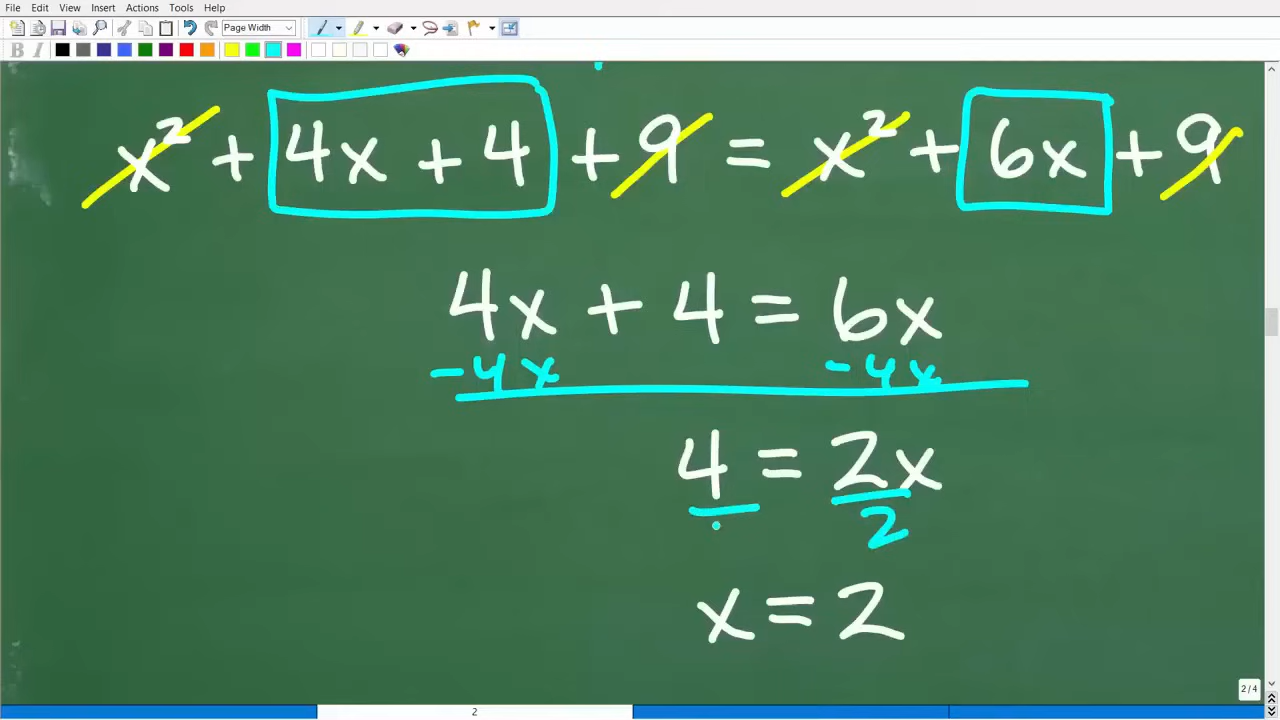 File Edit View Insert Actions Tools Help
Page Width
B I
x² + 4x + 4 + 9 = x² + 6x + 9
4x + 4 = 6x
-4x -4x
4 = 2x
2
x = 2
2/4
2